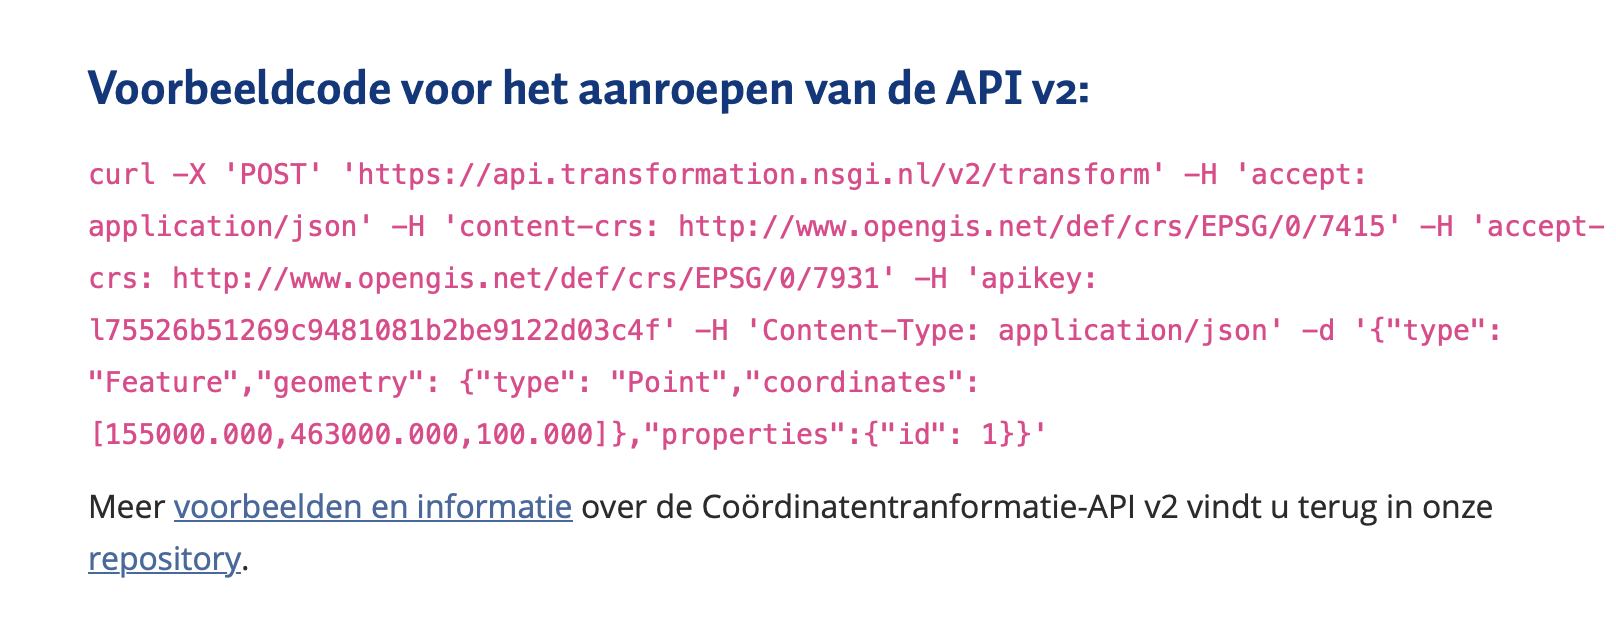 Voorbeeldcode voor het aanroepen van de API v2:
curl -X 'POST' 'https://api.transformation.nsgi.nl/v2/transform' -H 'accept:
application/json' -H 'content-crs: http://www.opengis.net/def/crs/EPSG/0/7415' -H 'accept-
crs: http://www.opengis.net/def/crs/EPSG/0/7931' -H 'apikey:
l75526b51269c9481081b2be9122d03c4f' -H 'Content-Type: application/json' -d '{"type":
"Feature","geometry": {"type": "Point","coordinates":
[155000.000,463000.000,100.000]},"properties":{"id": 1}}'
Meer voorbeelden en informatie over de Coördinatentranformatie-API v2 vindt u terug in onze
repository.